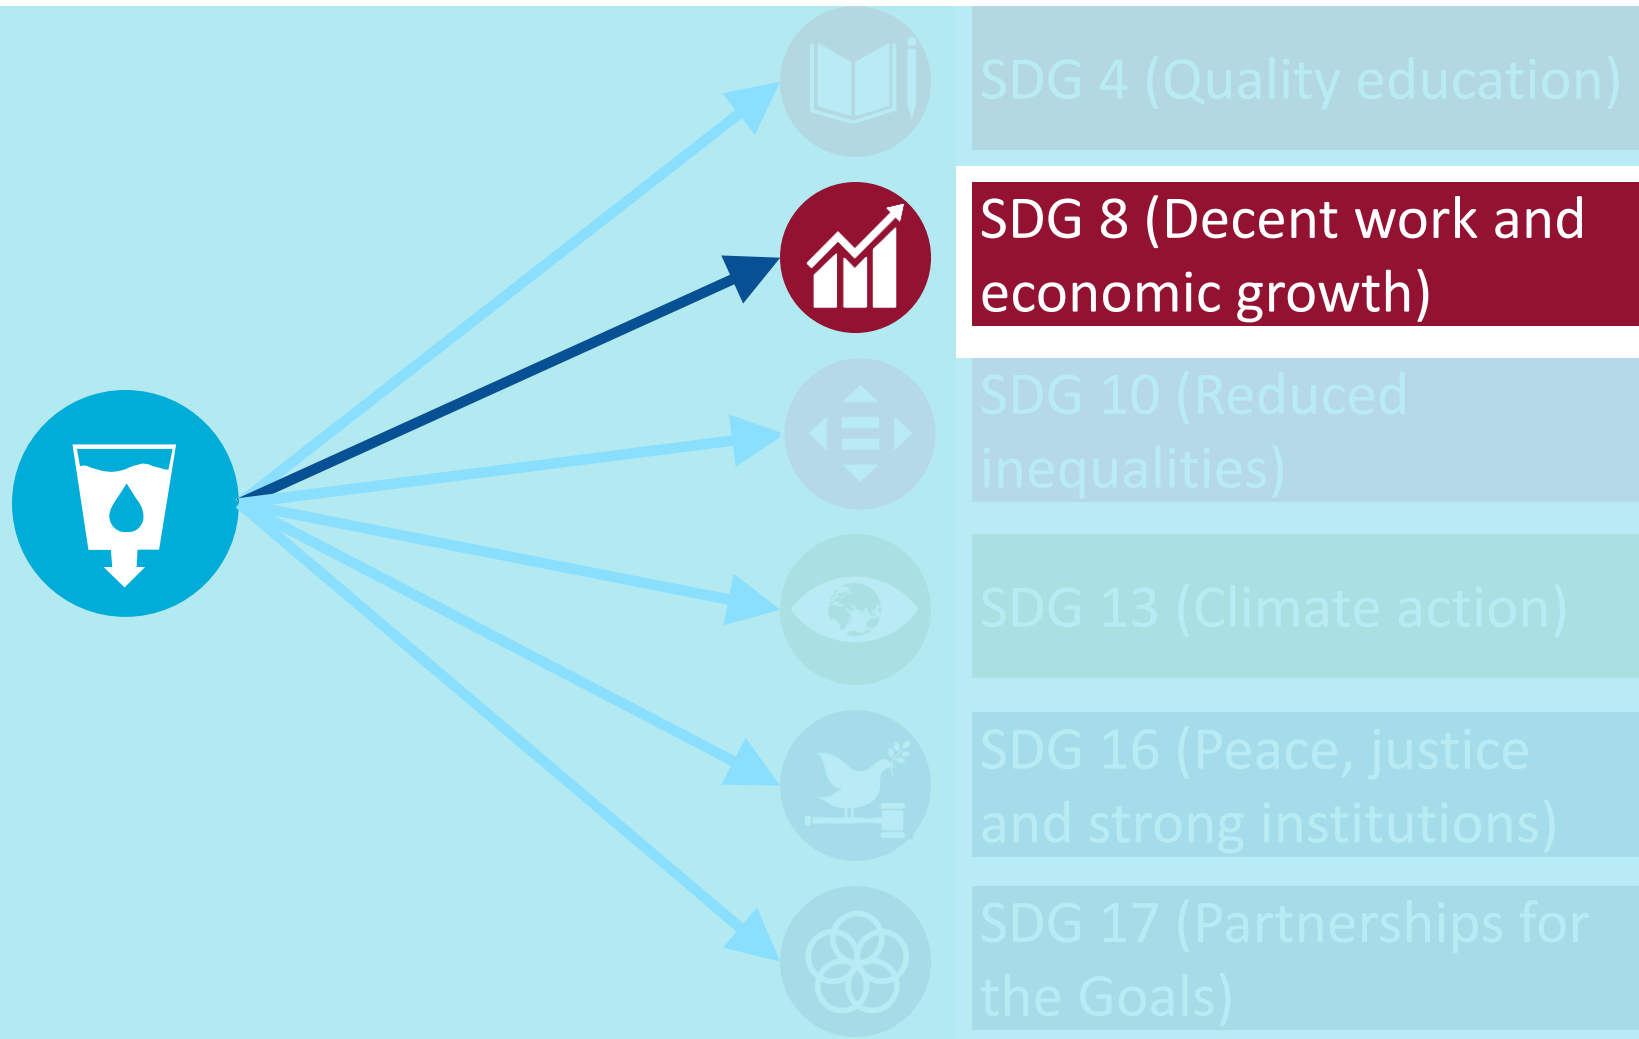 SDG 4 (Quality education)
SDG 8 (Decent work and
economic growth)
SDG 10 (Reduced
inequalities)
SDG 13 (Climate action)
SDG 16 (Peace, justice
and strong institutions)
SDG 17 (Partnerships for
the Goals)